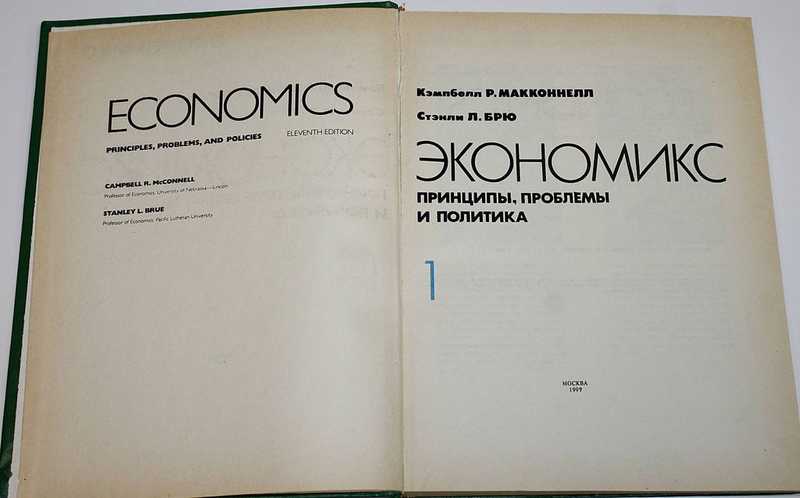 ECONOMICS
PRINCIPLES, PROBLEMS, AND POLICIES
ELEVENTH EDITION
CAMPBELL R. McCONNELL
Professor of Economics, University of Nebraska—Lincoln
STANLEY L. BRUE
Professor of Economics, Pacific Lutheran University
Кэмпбелл Р. МАККОННЕЛЛ
Стэнли Л. БРЮ
ЭКОНОМИКС
ПРИНЦИПЫ, ПРОБЛЕМЫ
И ПОЛИТИКА
1
МОСКВА
1999